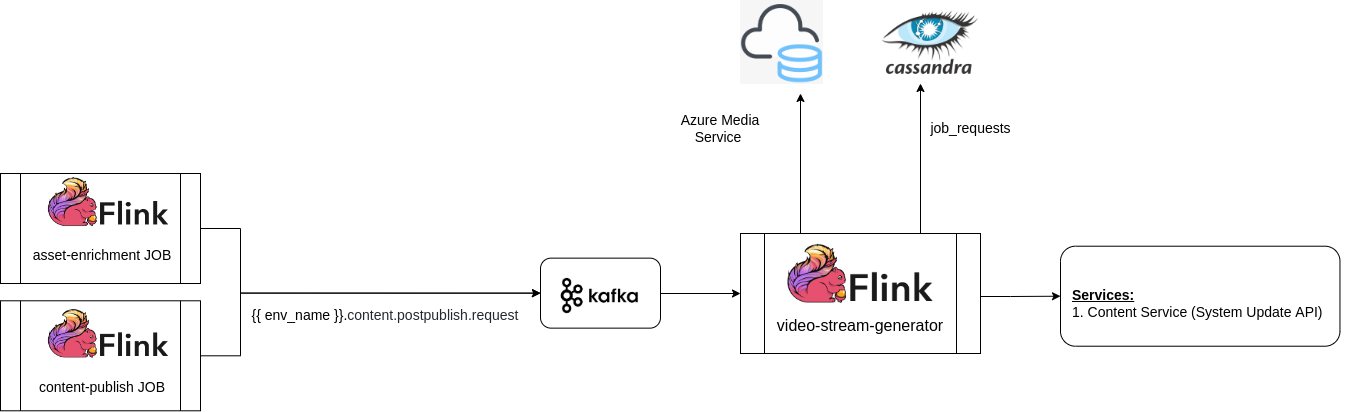 cassandra
Azure Media
Service
job_requests
Flink
asset-enrichment JOB
Flink
content-publish JOB
{{ env_name }}.content.postpublish.request
kafka
Flink
video-stream-generator
Services:
1. Content Service (System Update API)